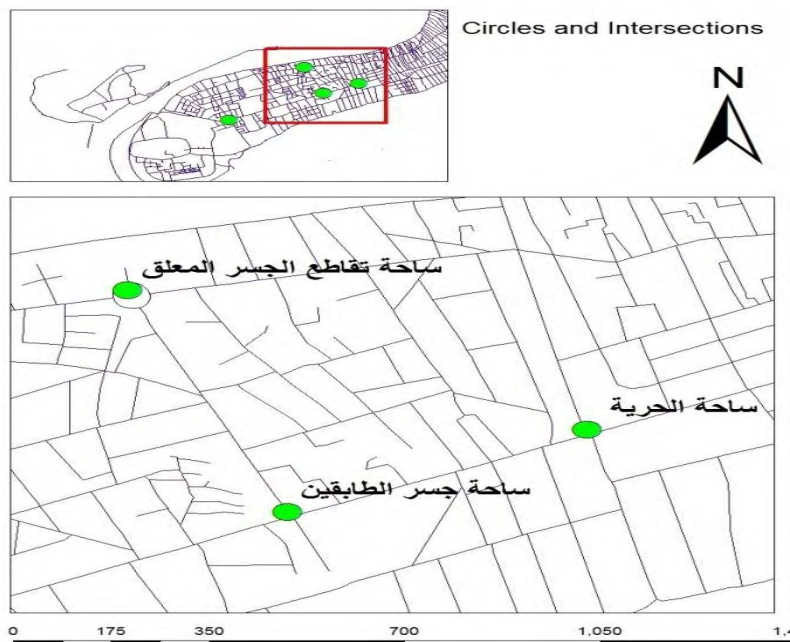 Circles and Intersections
N
ساحة تقاطع الجسر المعلق
ساحة الحرية
ساحة جسر الطابقين
0 175 350 700 1,050